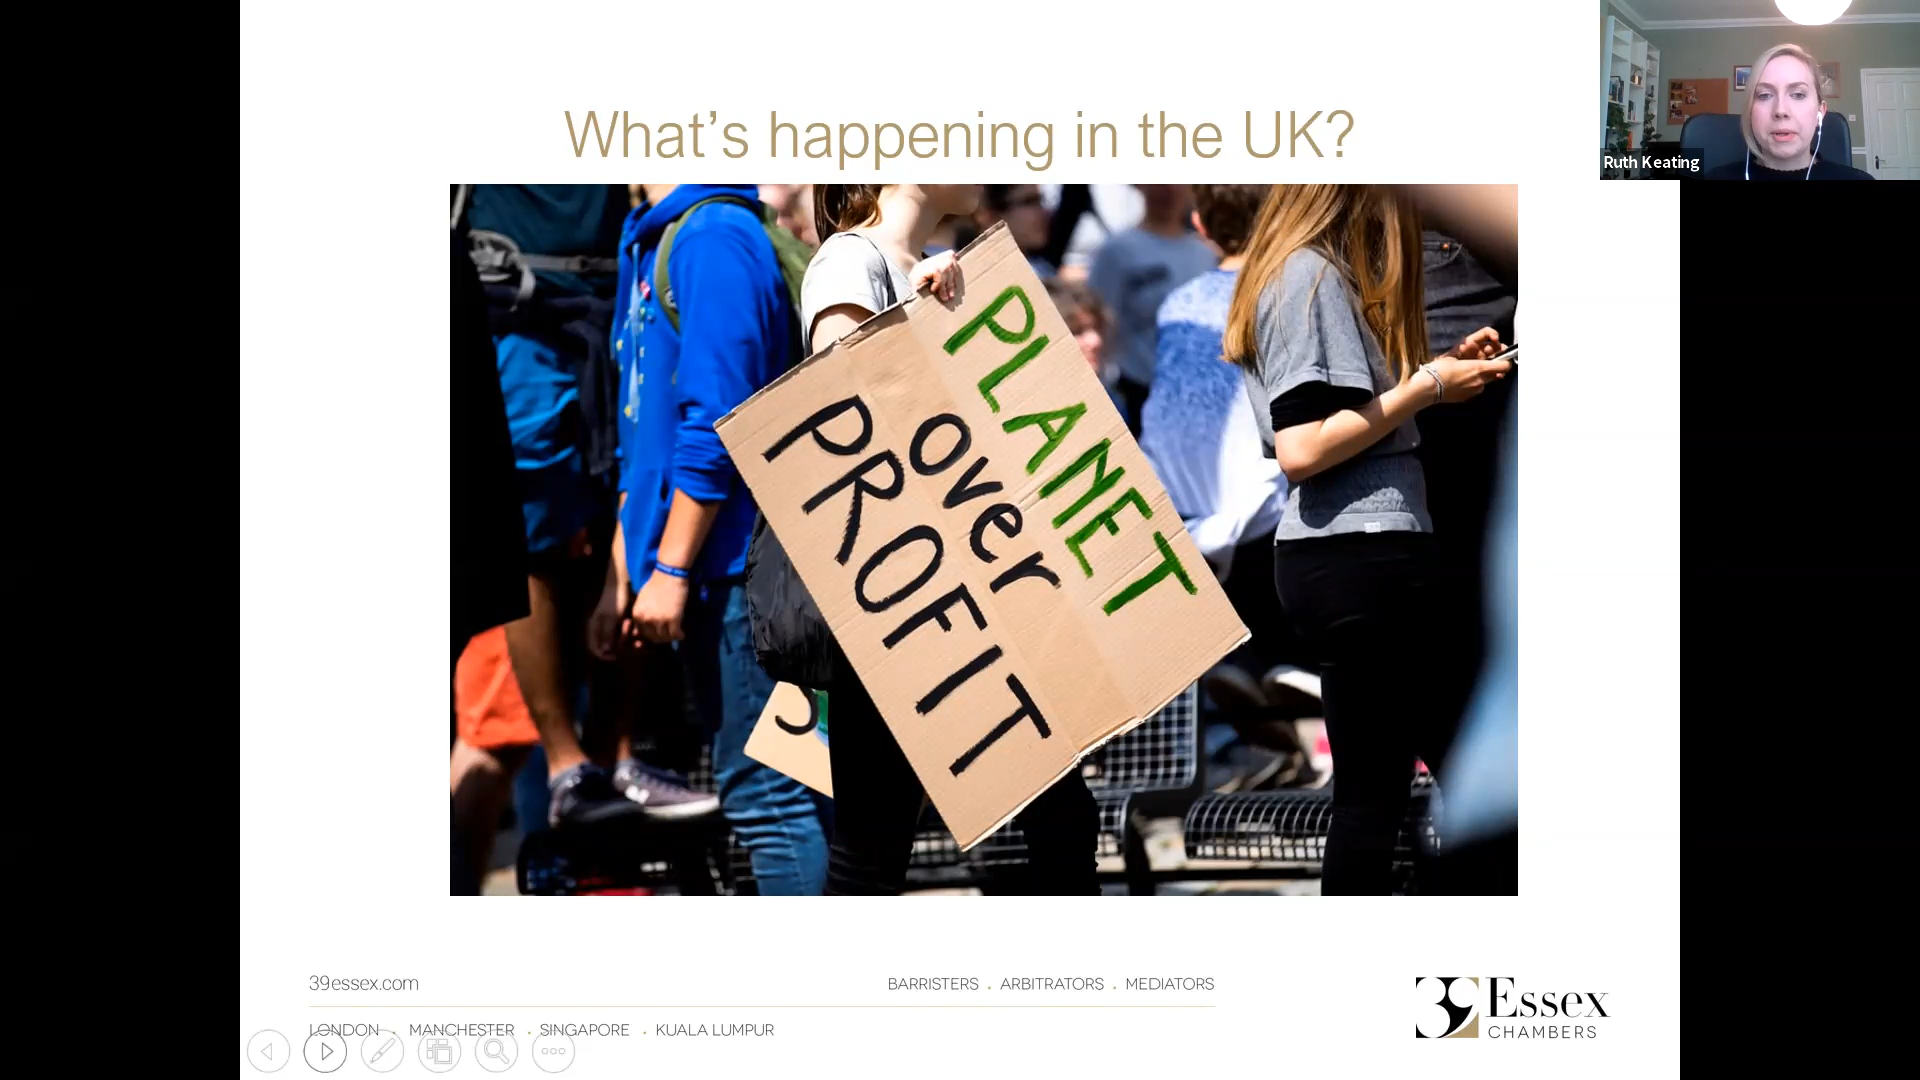 What's happening in the UK?
Ruth Keating
PLANET
over
PROFIT
39essex.com
BARRISTERS . ARBITRATORS . MEDIATORS
LONDON . MANCHESTER . SINGAPORE . KUALA LUMPUR
39 Essex
CHAMBERS